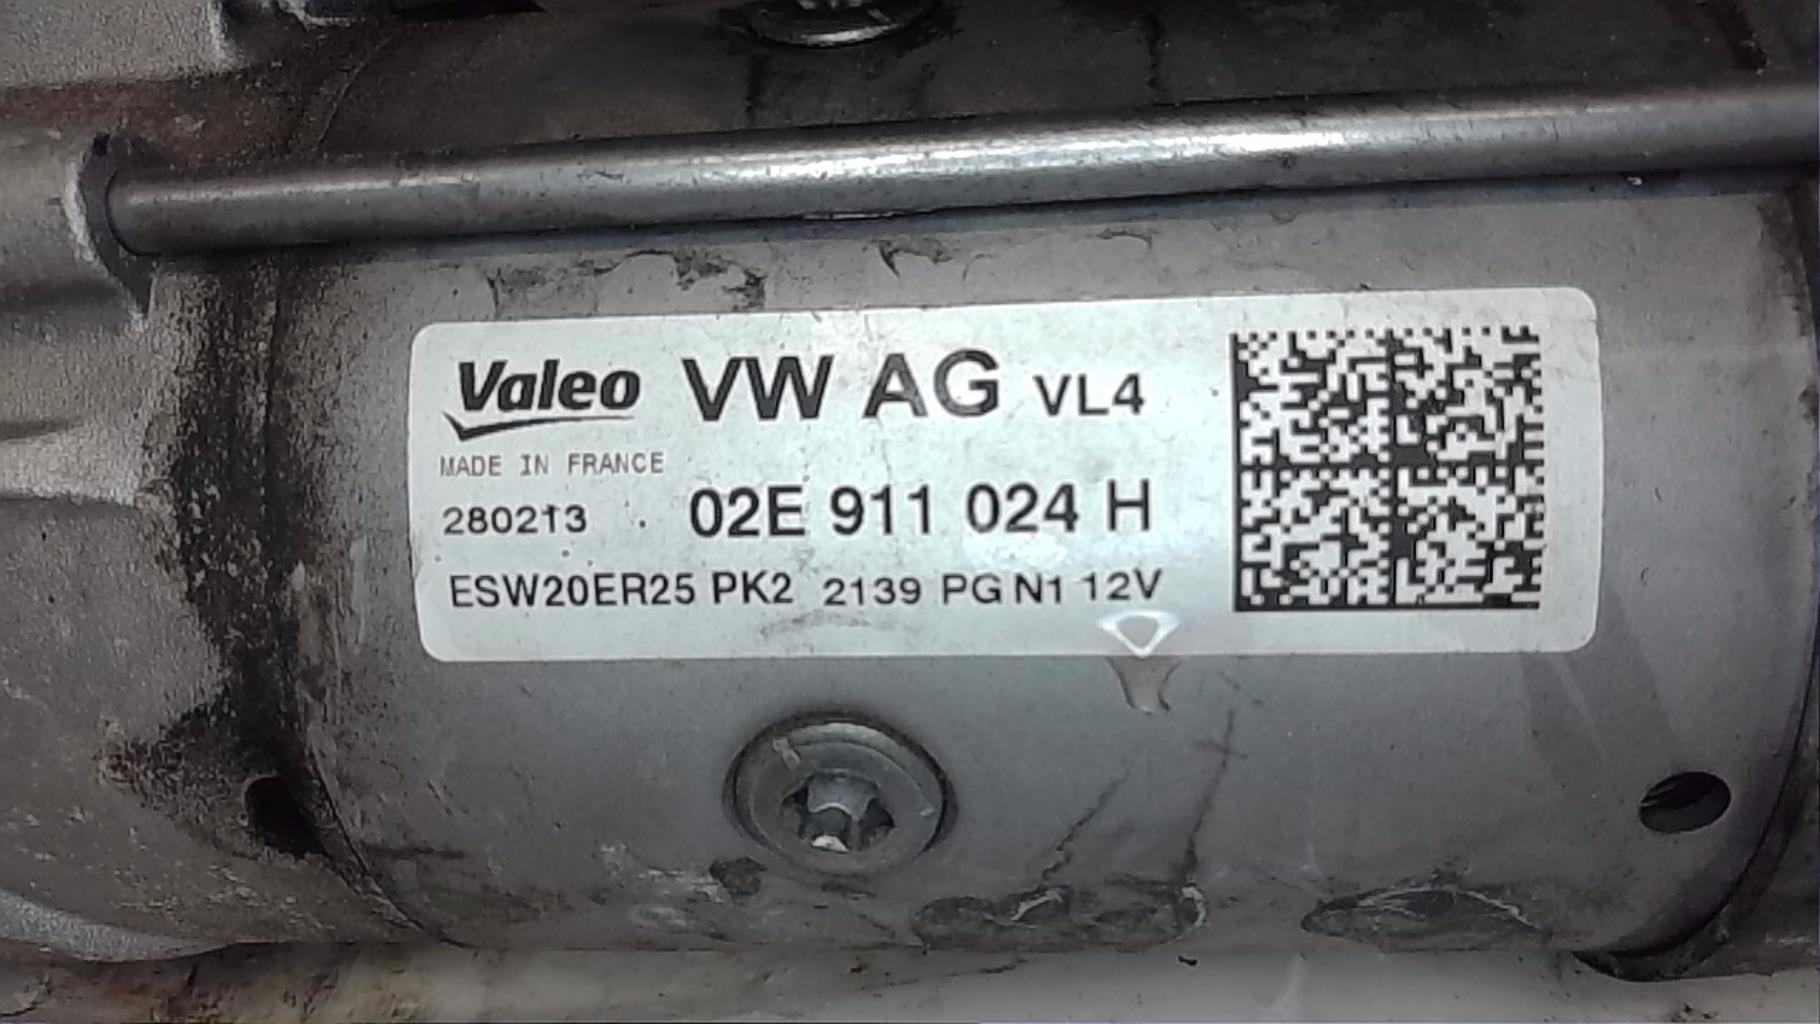 Valeo VW AG VL4
MADE IN FRANCE
280213 02E 911 024 H
ESW20ER25 PK2 2139 PG N1 12V